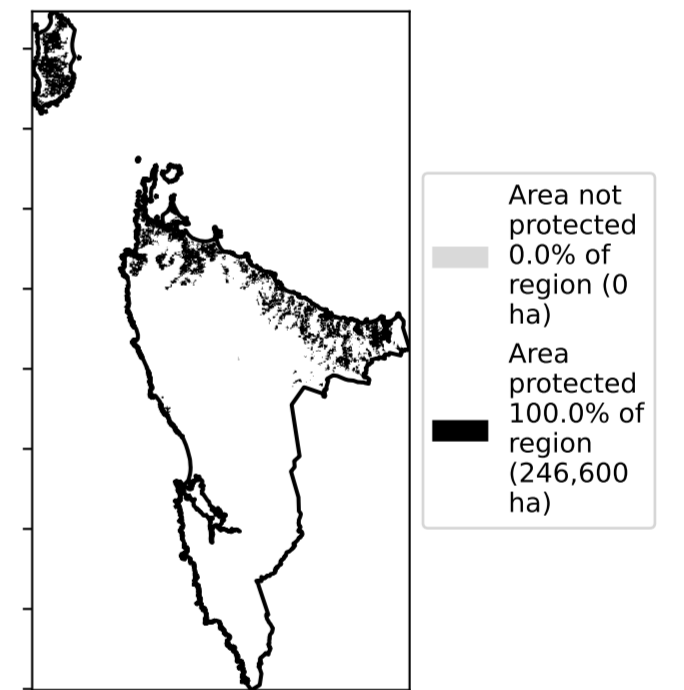 Area not
protected
0.0% of
region (0
ha)
Area
protected
100.0% of
region
(246,600
ha)